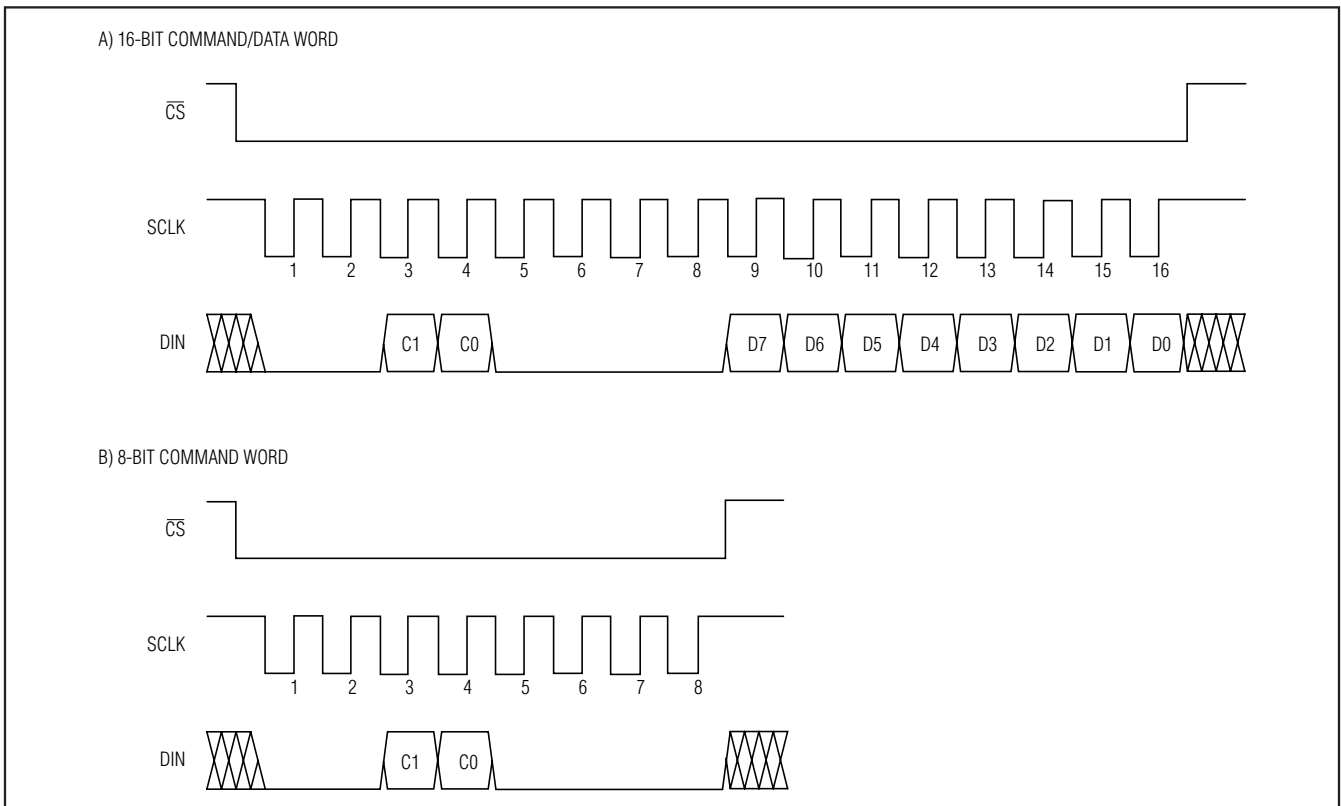 A) 16-BIT COMMAND/DATA WORD
C̅S̅
SCLK
1 2 3 4 5 6 7 8 9 10 11 12 13 14 15 16
DIN
C1 C0 D7 D6 D5 D4 D3 D2 D1 D0
B) 8-BIT COMMAND WORD
C̅S̅
SCLK
1 2 3 4 5 6 7 8
DIN
C1 C0